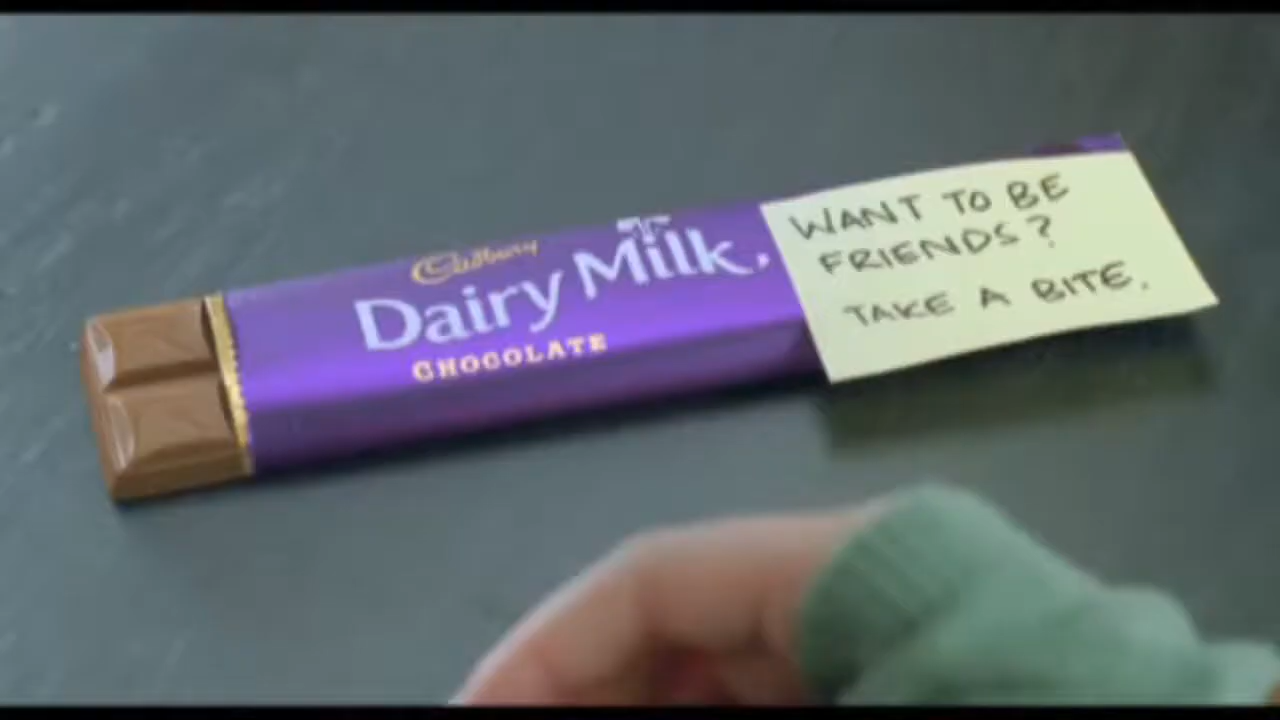 Cadbury
Dairy Milk.
CHOCOLATE
WANT TO BE
FRIENDS?
TAKE A BITE.